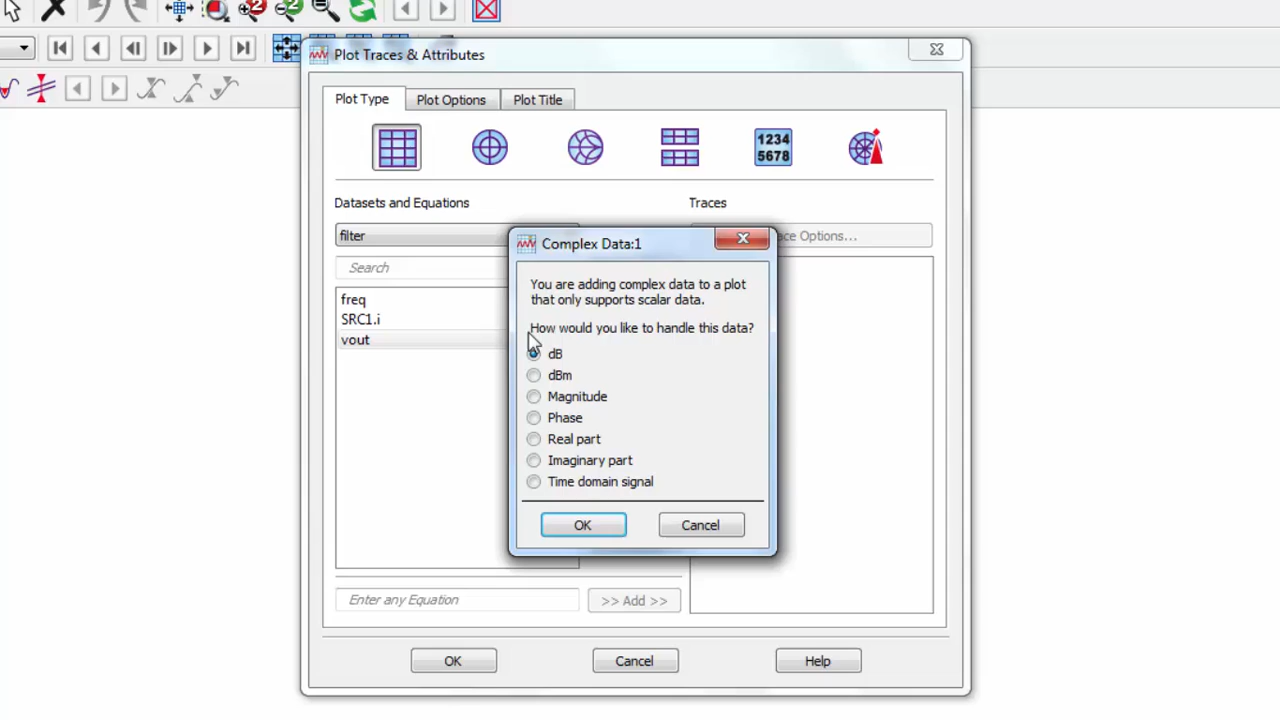 Plot Traces & Attributes
Plot Type
Plot Options
Plot Title
1234
5678
Datasets and Equations
Traces
filter
ace Options...
Search
freq
SRC1.i
vout
Complex Data:1
You are adding complex data to a plot
that only supports scalar data.
How would you like to handle this data?
dB
dBm
Magnitude
Phase
Real part
Imaginary part
Time domain signal
OK
Cancel
Enter any Equation
>> Add >>
OK
Cancel
Help